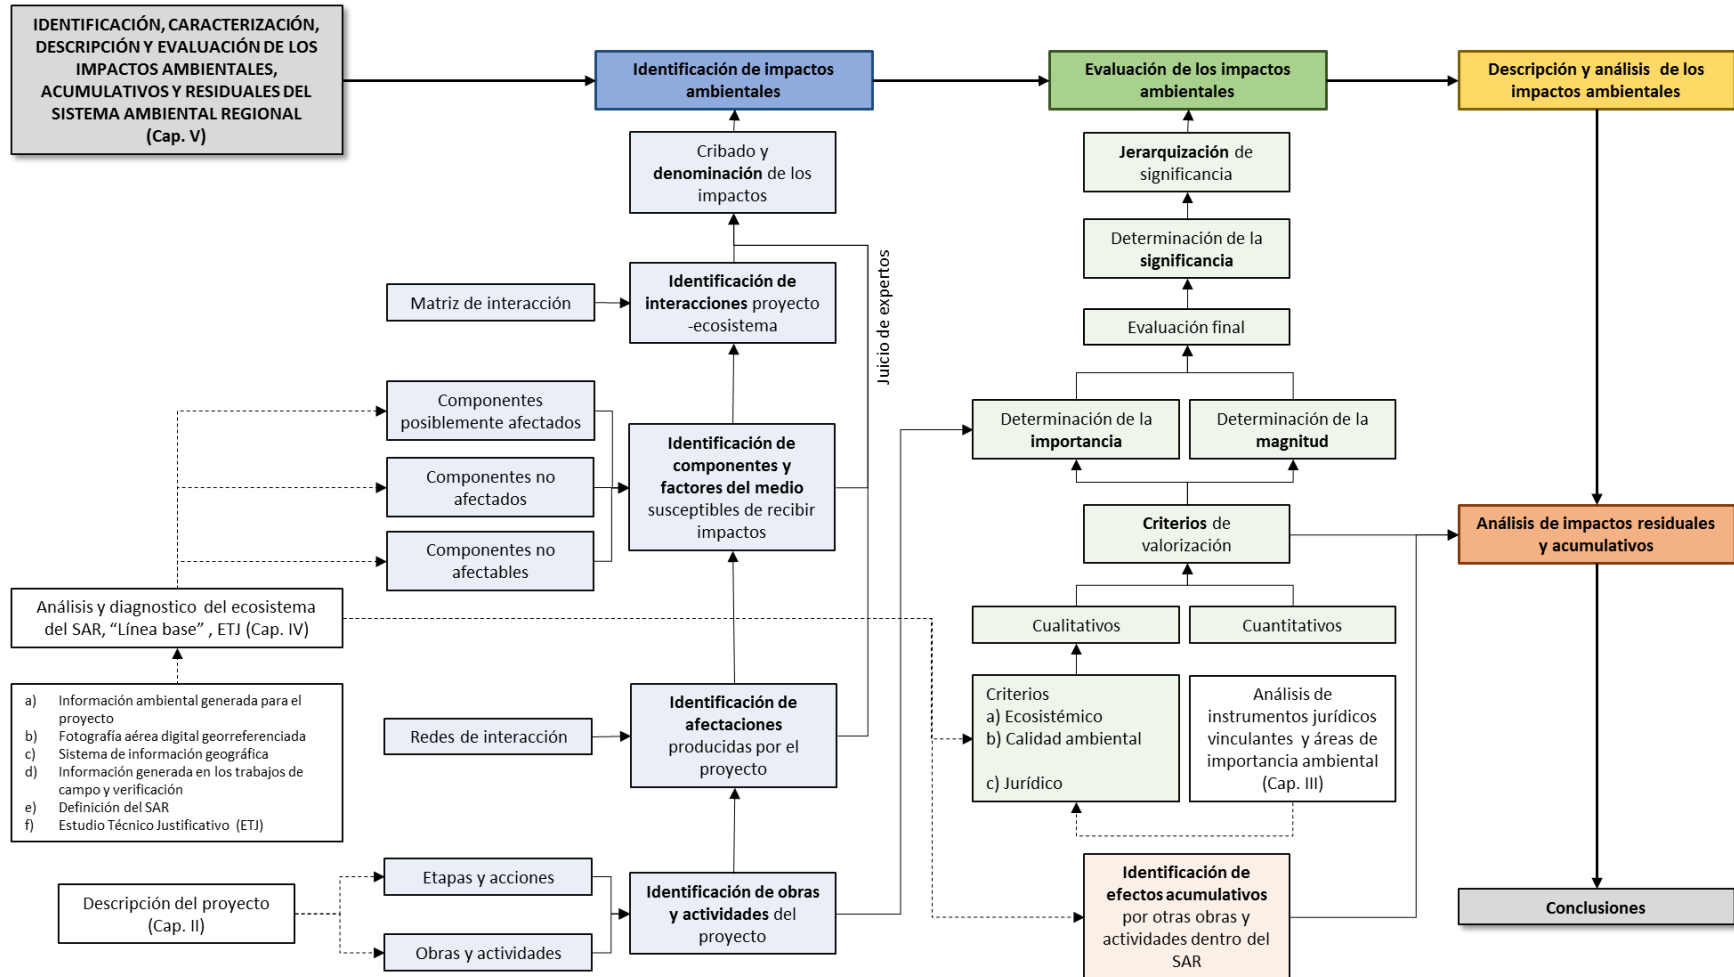 IDENTIFICACIÓN, CARACTERIZACIÓN,
DESCRIPCIÓN Y EVALUACIÓN DE LOS
IMPACTOS AMBIENTALES,
ACUMULATIVOS Y RESIDUALES DEL
SISTEMA AMBIENTAL REGIONAL
(Cap. V)
Identificación de impactos
ambientales
Evaluación de los impactos
ambientales
Descripción y análisis de los
impactos ambientales
Cribado y
denominación de los
impactos
Jerarquización de
significancia
Determinación de la
significancia
Juicio de expertos
Matriz de interacción
Identificación de
interacciones proyecto
-ecosistema
Evaluación final
Componentes
posiblemente afectados
Componentes no
afectados
Componentes no
afectables
Identificación de
componentes y
factores del medio
susceptibles de recibir
impactos
Determinación de la
importancia
Determinación de la
magnitud
Criterios de
valorización
Análisis de impactos residuales
y acumulativos
Análisis y diagnostico del ecosistema
del SAR, “Línea base” , ETJ (Cap. IV)
Cualitativos
Cuantitativos
a) Información ambiental generada para el
proyecto
b) Fotografía aérea digital georreferenciada
c) Sistema de información geográfica
d) Información generada en los trabajos de
campo y verificación
e) Definición del SAR
f) Estudio Técnico Justificativo (ETJ)
Redes de interacción
Identificación de
afectaciones
producidas por el
proyecto
Criterios
a) Ecosistémico
b) Calidad ambiental
c) Jurídico
Análisis de
instrumentos jurídicos
vinculantes y áreas de
importancia ambiental
(Cap. III)
Descripción del proyecto
(Cap. II)
Etapas y acciones
Obras y actividades
Identificación de obras
y actividades del
proyecto
Identificación de
efectos acumulativos
por otras obras y
actividades dentro del
SAR
Conclusiones